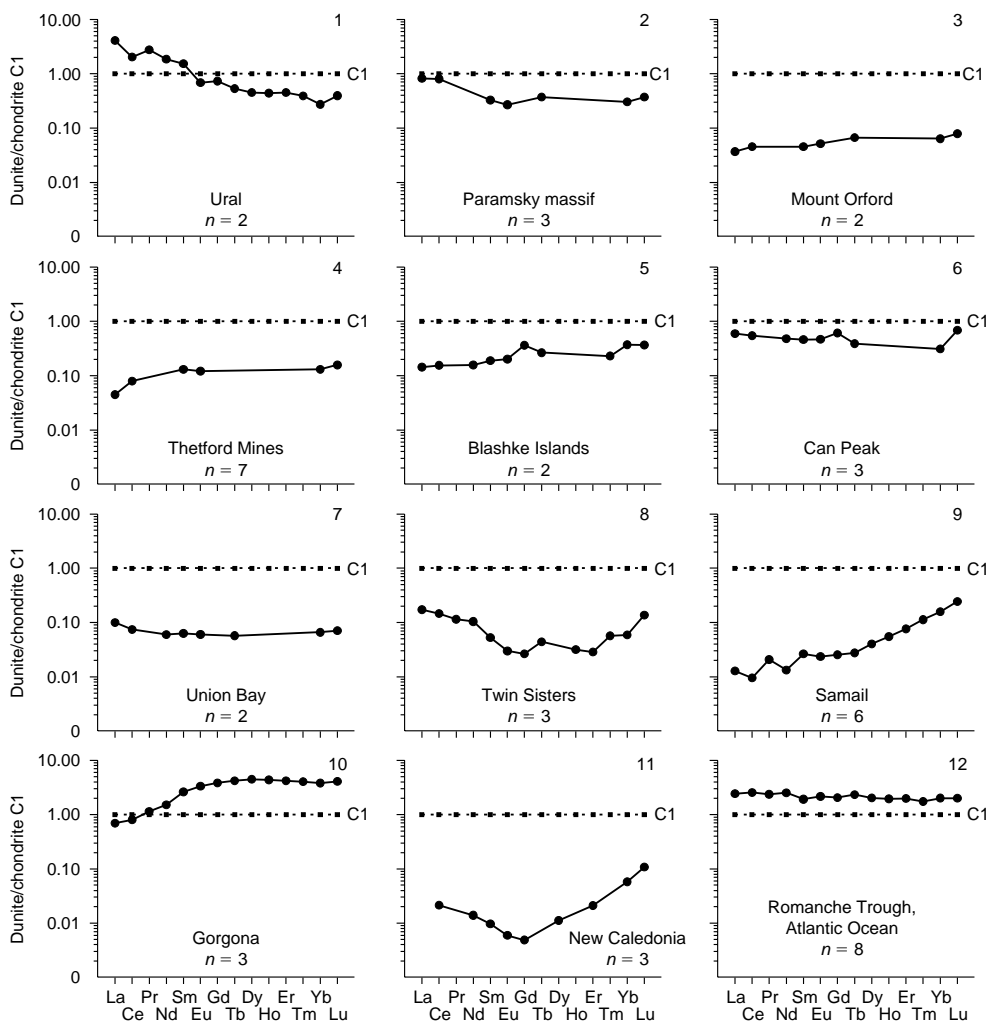 Dunite/chondrite C1
10.00
1.00
0.10
0.01
0
1
C1
Ural
n = 2
2
C1
Paramsky massif
n = 3
3
C1
Mount Orford
n = 2
Dunite/chondrite C1
10.00
1.00
0.10
0.01
0
4
C1
Thetford Mines
n = 7
5
C1
Blashke Islands
n = 2
6
C1
Can Peak
n = 3
Dunite/chondrite C1
10.00
1.00
0.10
0.01
0
7
C1
Union Bay
n = 2
8
C1
Twin Sisters
n = 3
9
C1
Samail
n = 6
Dunite/chondrite C1
10.00
1.00
0.10
0.01
0
10
C1
Gorgona
n = 3
11
C1
New Caledonia
n = 3
12
C1
Romanche Trough,
Atlantic Ocean
n = 8
La Pr Sm Gd Dy Er Yb
Ce Nd Eu Tb Ho Tm Lu
La Pr Sm Gd Dy Er Yb
Ce Nd Eu Tb Ho Tm Lu
La Pr Sm Gd Dy Er Yb
Ce Nd Eu Tb Ho Tm Lu